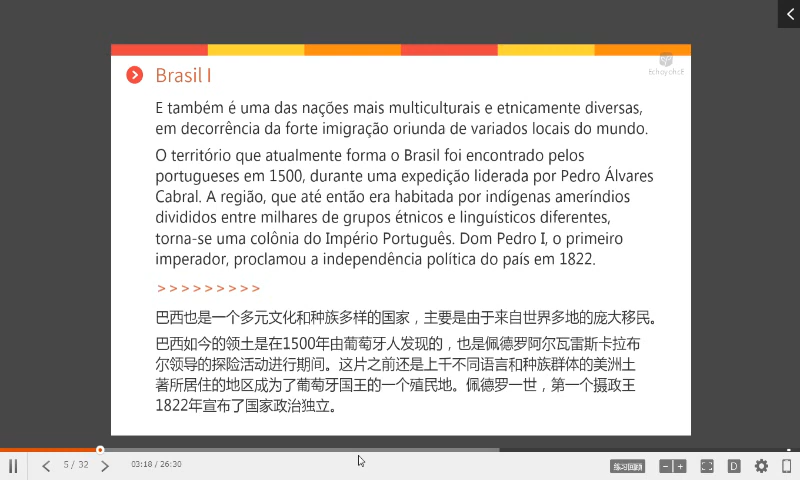 Brasil I
EchoychcE
E também é uma das nações mais multiculturais e etnicamente diversas,
em decorrência da forte imigração oriunda de variados locais do mundo.
O território que atualmente forma o Brasil foi encontrado pelos
portugueses em 1500, durante uma expedição liderada por Pedro Álvares
Cabral. A região, que até então era habitada por indígenas ameríndios
divididos entre milhares de grupos étnicos e linguísticos diferentes,
torna-se uma colônia do Império Português. Dom Pedro I, o primeiro
imperador, proclamou a independência política do país em 1822.
>>>>>>>>>
巴西也是一个多元文化和种族多样的国家，主要是由于来自世界多地的庞大移民。
巴西如今的领土是在1500年由葡萄牙人发现的，也是佩德罗阿尔瓦雷斯卡拉布
尔领导的探险活动进行期间。这片之前还是上千不同语言和种族群体的美洲土
著所居住的地区成为了葡萄牙国王的一个殖民地。佩德罗一世，第一个摄政王
1822年宣布了国家政治独立。
5 / 32
03:18 / 26:30
练习回顾
D